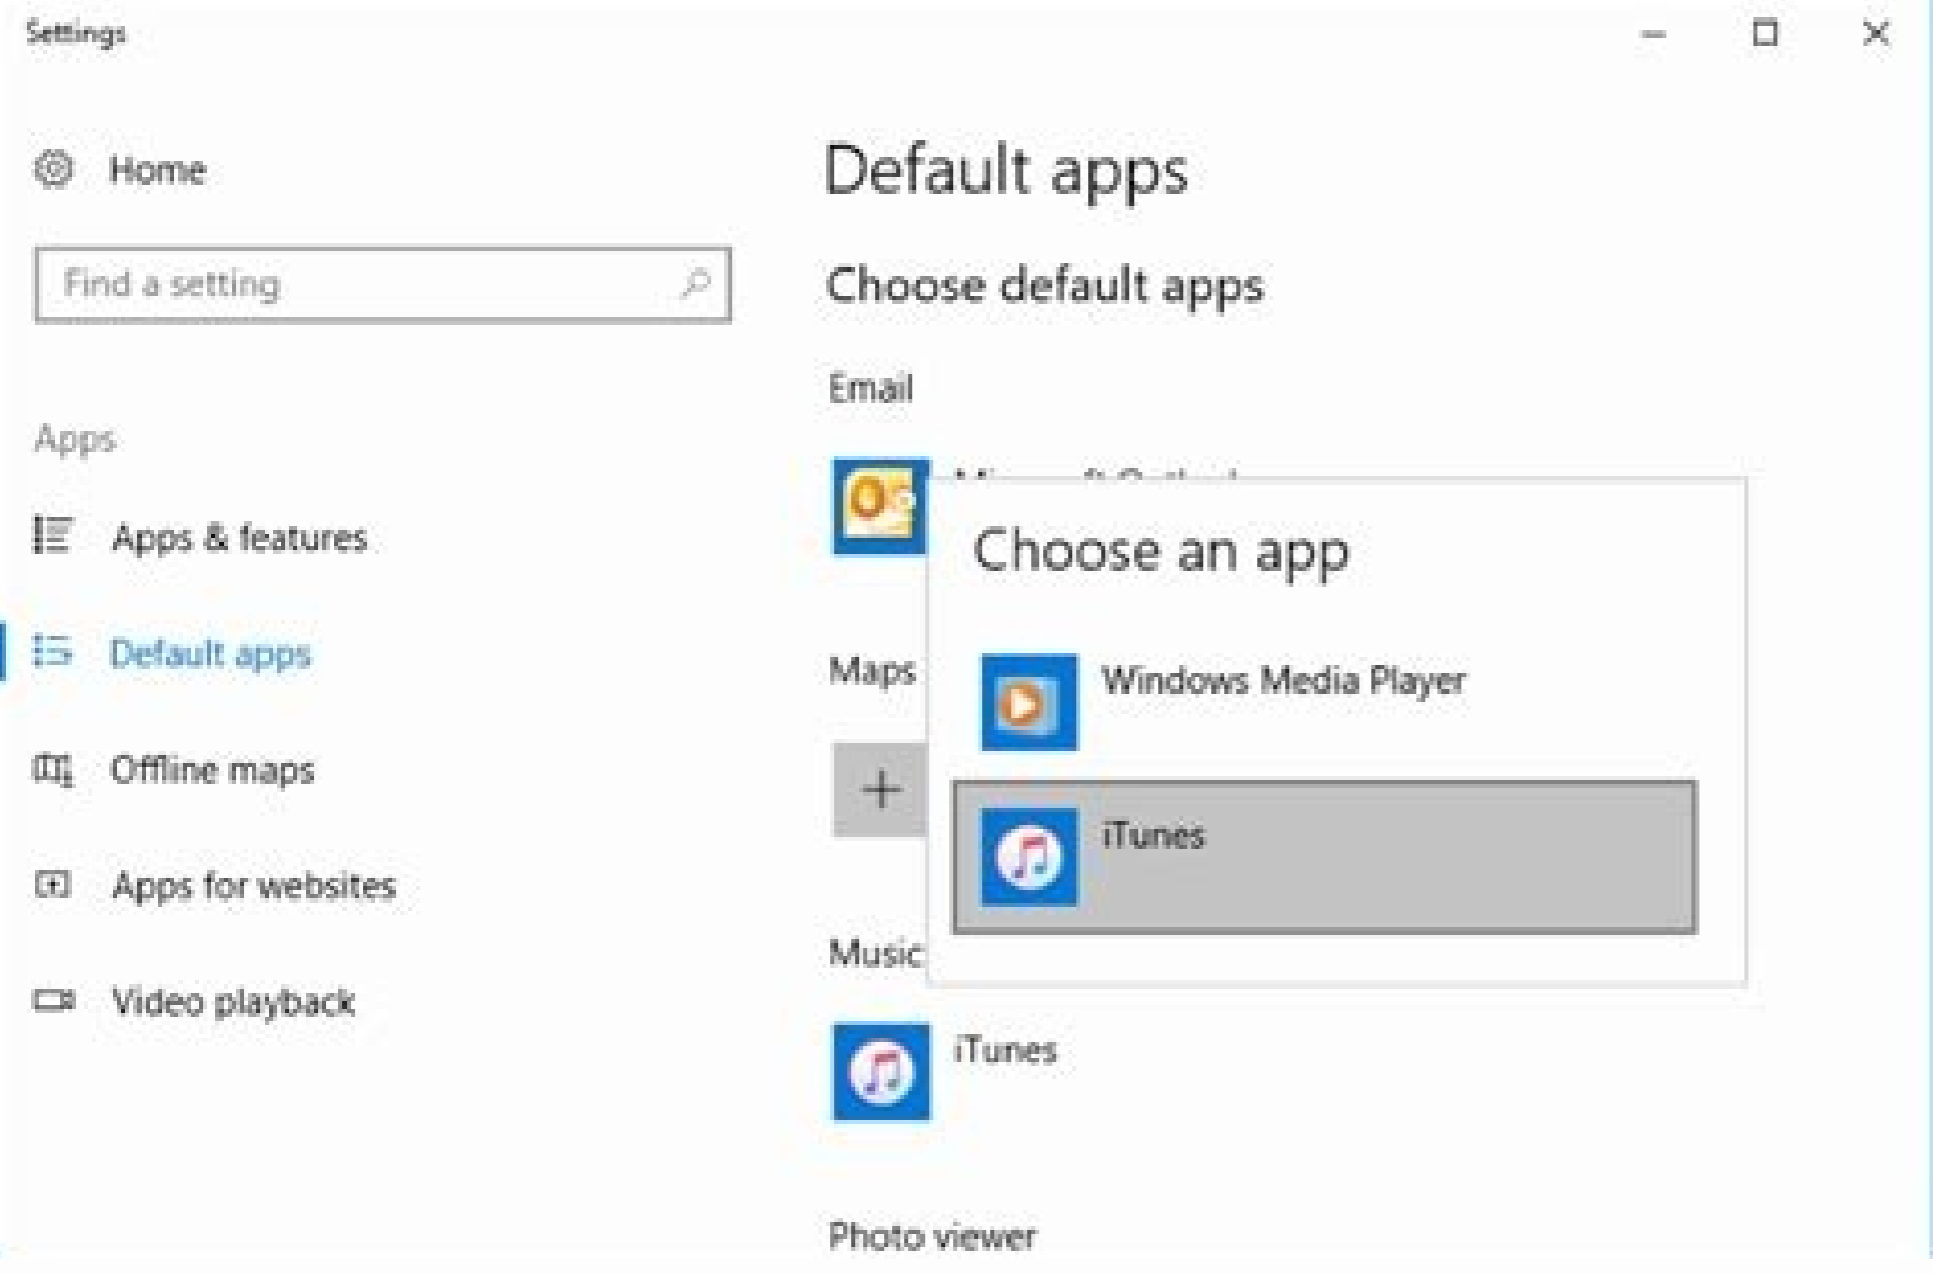 Settings
Home
Find a setting
Apps
Apps & features
Default apps
Offline maps
Apps for websites
Video playback
Default apps
Choose default apps
Email
Choose an app
Windows Media Player
iTunes
Maps
Music
iTunes
Photo viewer